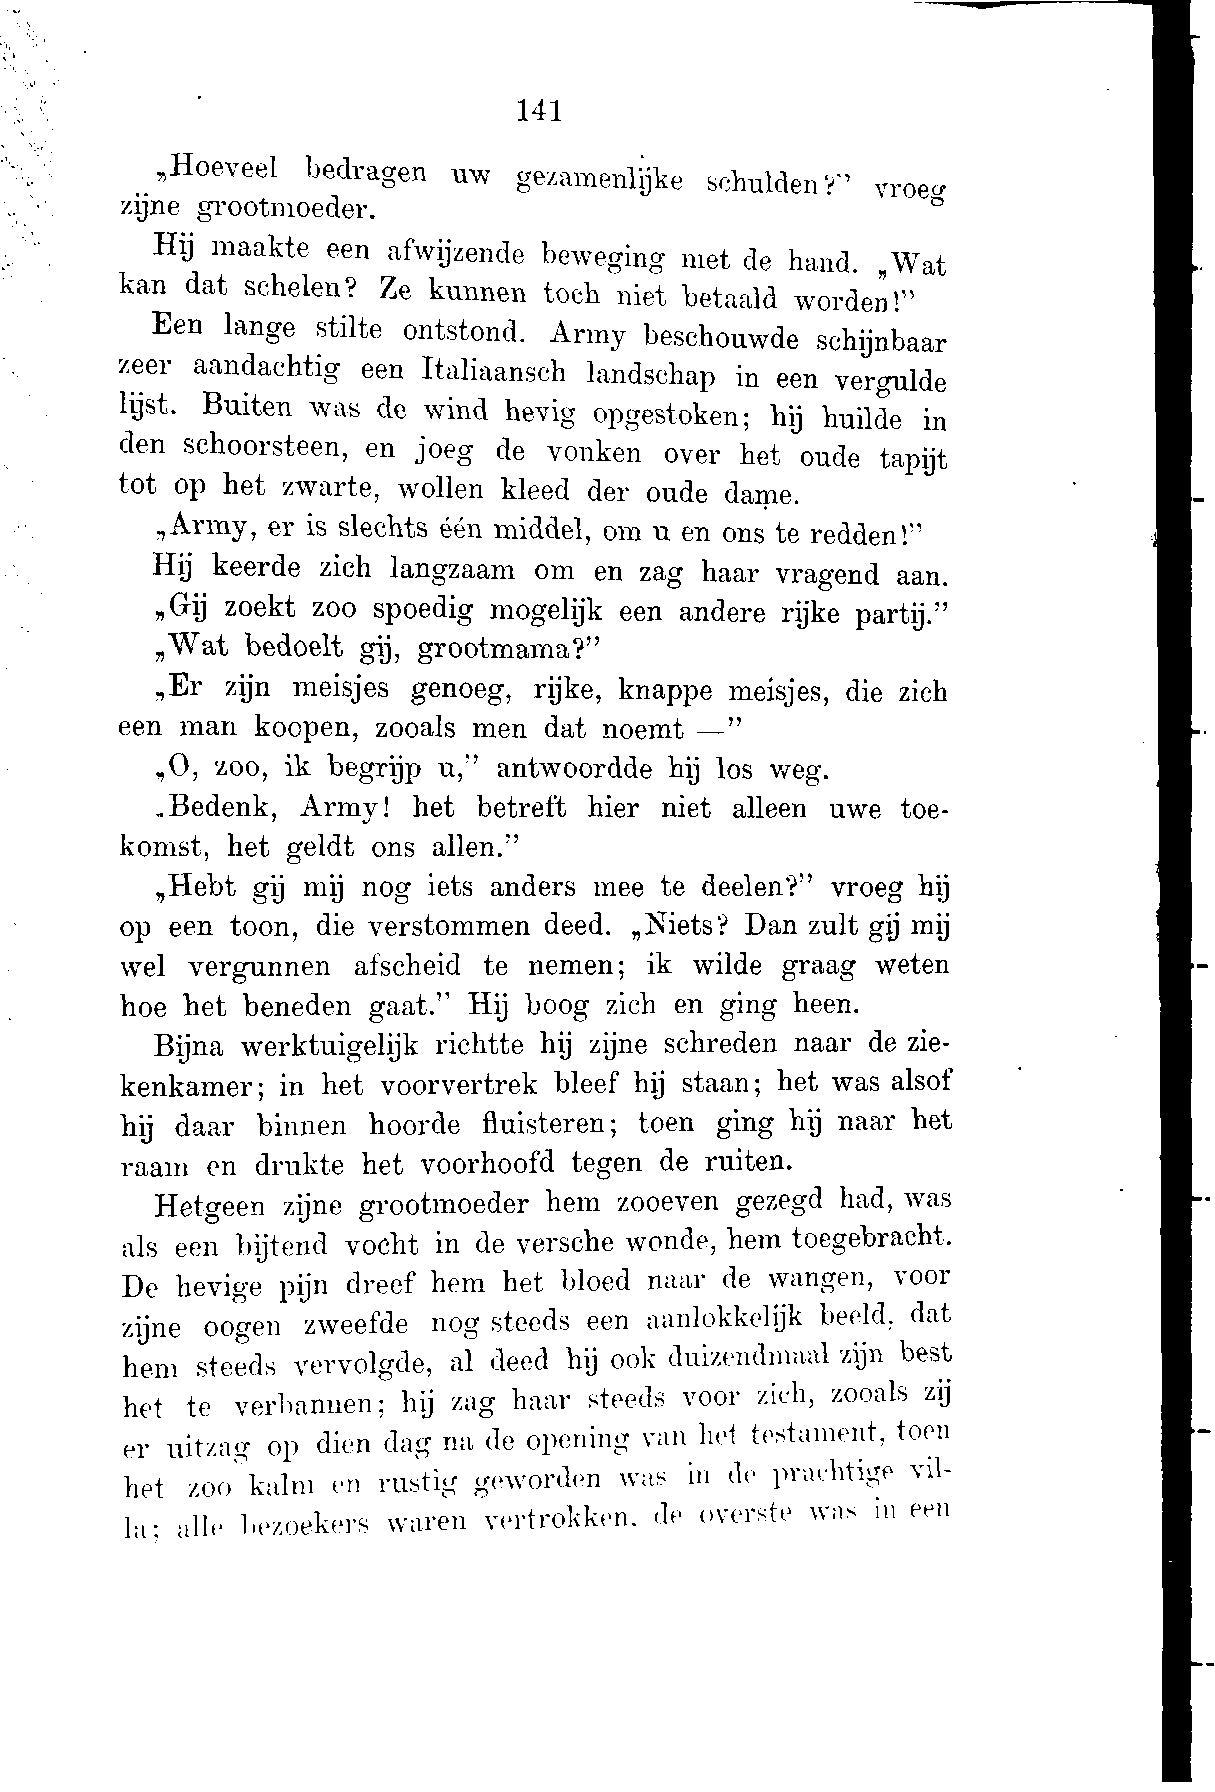 141
„Hoeveel bedragen uw gezamenlijke schulden?” vroeg
zijne grootmoeder.
Hij maakte een afwijzende beweging met de hand. „Wat
kan dat schelen? Ze kunnen toch niet betaald worden!”
Een lange stilte ontstond. Army beschouwde schijnbaar
zeer aandachtig een Italiaansch landschap in een vergulde
lijst. Buiten was de wind hevig opgestoken; hij huilde in
den schoorsteen, en joeg de vonken over het oude tapijt
tot op het zwarte, wollen kleed der oude dame.
„Army, er is slechts één middel, om u en ons te redden!”
Hij keerde zich langzaam om en zag haar vragend aan.
„Gij zoekt zoo spoedig mogelijk een andere rijke partij.”
„Wat bedoelt gij, grootmama?”
„Er zijn meisjes genoeg, rijke, knappe meisjes, die zich
een man koopen, zooals men dat noemt —”
„O, zoo, ik begrijp u,” antwoordde hij los weg.
„Bedenk, Army! het betreft hier niet alleen uwe toe-
komst, het geldt ons allen.”
„Hebt gij mij nog iets anders mee te deelen?” vroeg hij
op een toon, die verstommen deed. „Niets? Dan zult gij mij
wel vergunnen afscheid te nemen; ik wilde graag weten
hoe het beneden gaat.” Hij boog zich en ging heen.
Bijna werktuigelijk richtte hij zijne schreden naar de zie-
kenkamer; in het voorvertrek bleef hij staan; het was alsof
hij daar binnen hoorde fluisteren; toen ging hij naar het
raam en drukte het voorhoofd tegen de ruiten.
Hetgeen zijne grootmoeder hem zooeven gezegd had, was
als een bijtend vocht in de versche wonde, hem toegebracht.
De hevige pijn dreef hem het bloed naar de wangen, voor
zijne oogen zweefde nog steeds een aanlokkelijk beeld, dat
hem steeds vervolgde, al deed hij ook duizendmaal zijn best
het te verbannen; hij zag haar steeds voor zich, zooals zij
er uitzag op dien dag na de opening van het testament, toen
het zoo kalm en rustig geworden was in de prachtige vil-
la; alle bezoekers waren vertrokken, de overste was in een